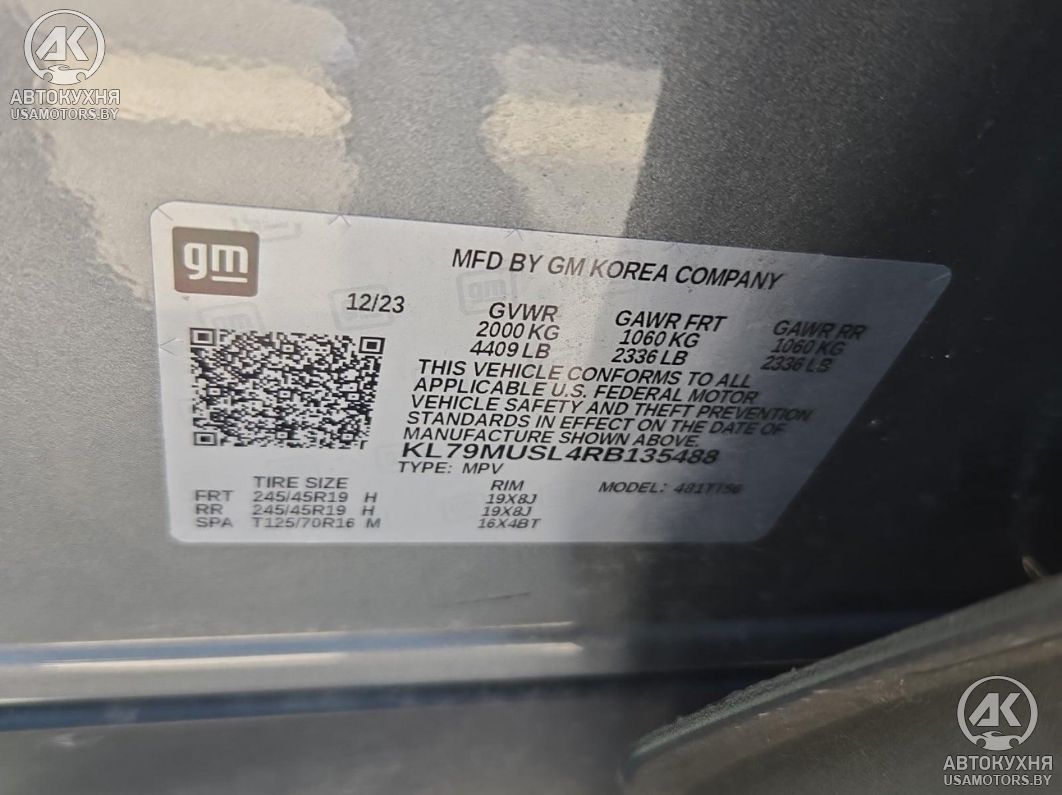 AK
АВТОКУХНЯ
USAMOTORS.BY
gm
MFD BY GM KOREA COMPANY
12/23
GVWR GAWR FRT GAWR RR
2000 KG 1060 KG 1060 KG
4409 LB 2336 LB 2336 LB
THIS VEHICLE CONFORMS TO ALL
APPLICABLE U.S. FEDERAL MOTOR
VEHICLE SAFETY AND THEFT PREVENTION
STANDARDS IN EFFECT ON THE DATE OF
MANUFACTURE SHOWN ABOVE.
KL79MUSL4RB135488
TYPE: MPV
MODEL:
TIRE SIZE RIM
FRT 245/45R19 H 19X8J
RR 245/45R19 H 19X8J
SPA T125/70R16 M 16X4BT
AK
АВТОКУХНЯ
USAMOTORS.BY